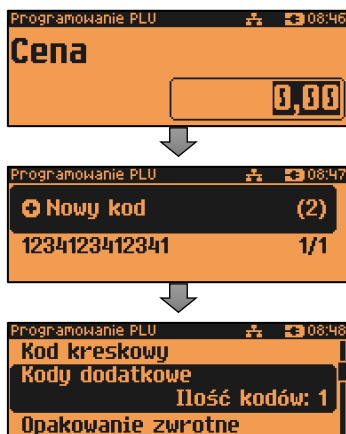 Programowanie PLU 08:46
Cena
0,00
Programowanie PLU 08:47
Nowy kod (2)
1234123412341 1/1
Programowanie PLU 08:48
Kod kreskowy
Kody dodatkowe
Ilość kodów: 1
Opakowanie zwrotne